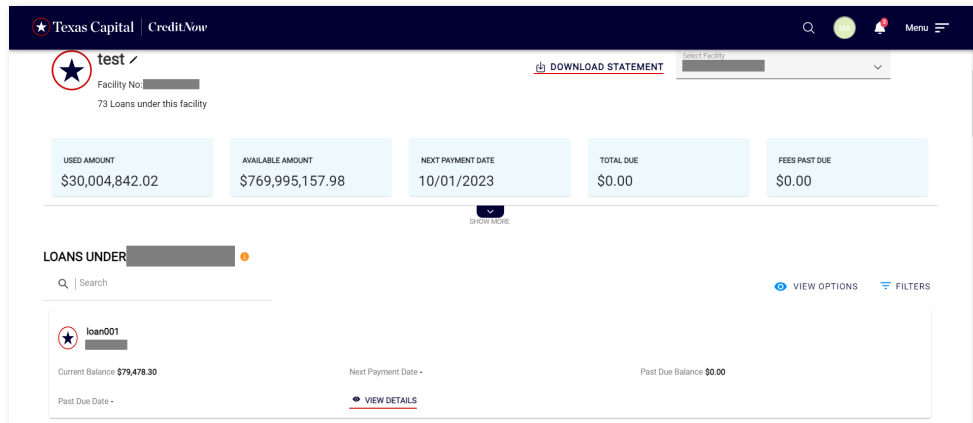 Texas Capital | CreditNow
3
Menu
test
Facility No:
73 Loans under this facility
DOWNLOAD STATEMENT
Select Facility
USED AMOUNT
$30,004,842.02
AVAILABLE AMOUNT
$769,995,157.98
NEXT PAYMENT DATE
10/01/2023
TOTAL DUE
$0.00
FEES PAST DUE
$0.00
SHOW MORE
LOANS UNDER
Search
VIEW OPTIONS
FILTERS
loan001
Current Balance $79,478.30
Next Payment Date -
Past Due Balance $0.00
Past Due Date -
VIEW DETAILS